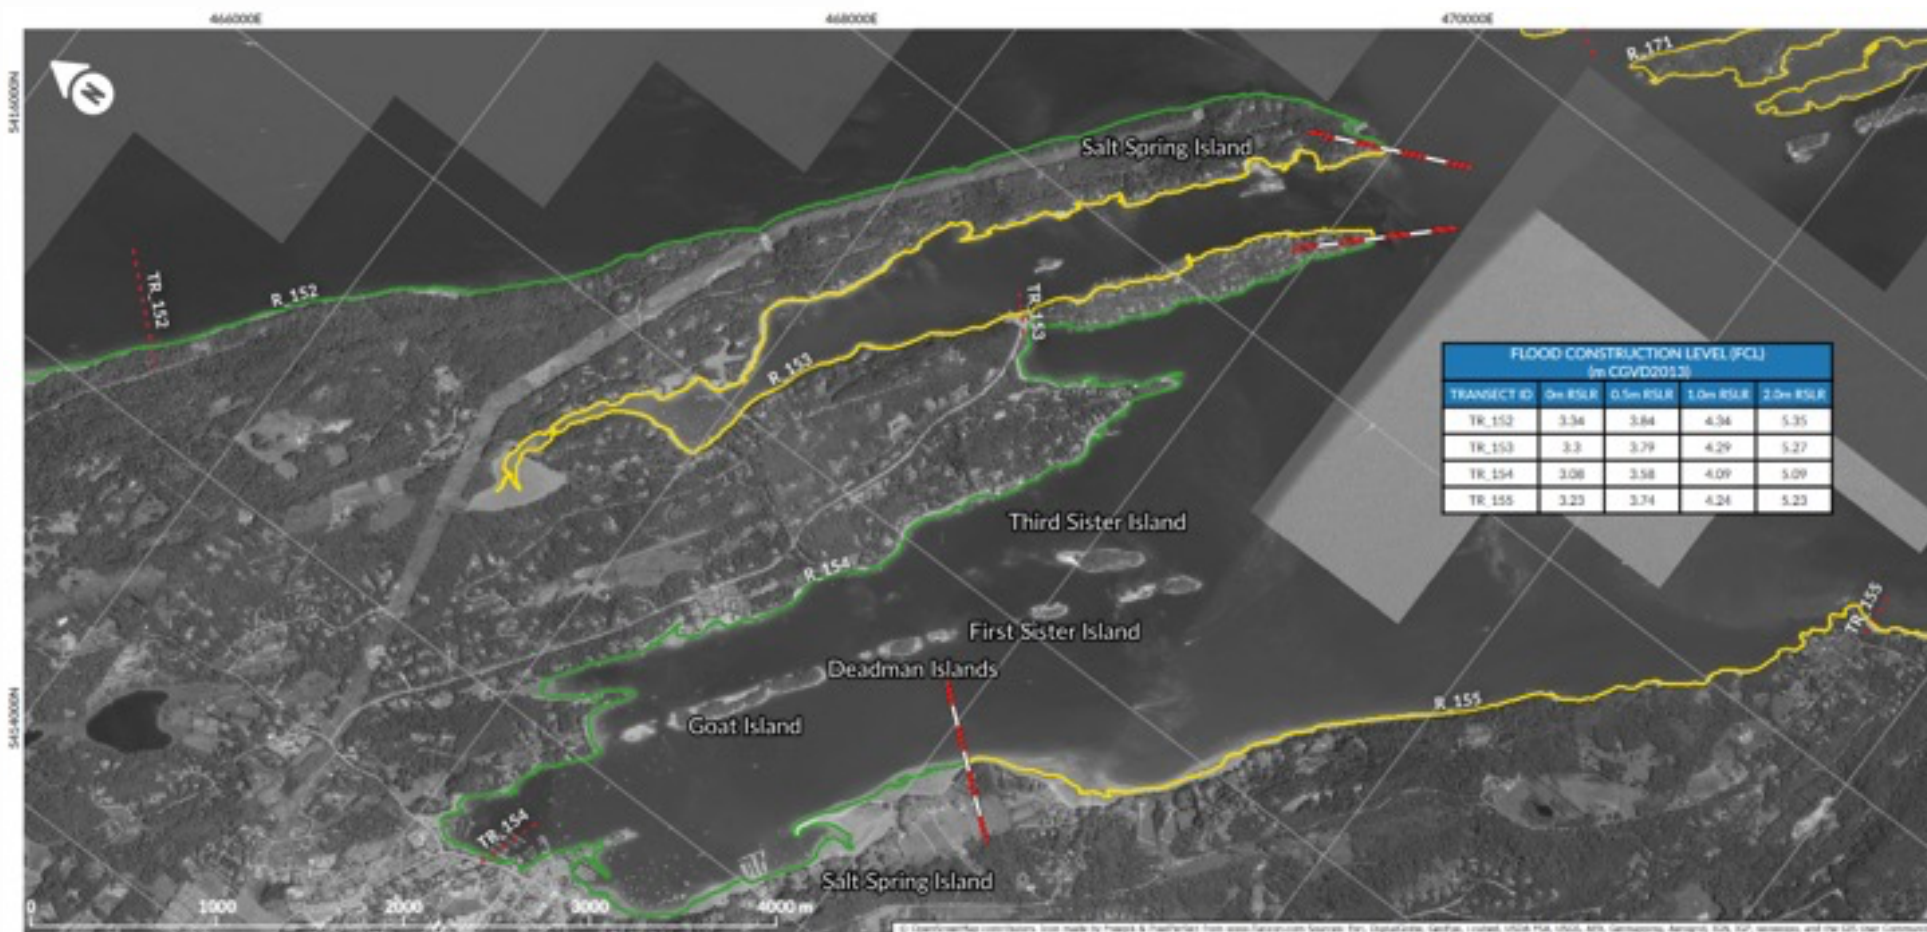 466000E 468000E 470000E
5416000N
N
R_171
Salt Spring Island
TR_152
R_152
TR_153
R_153
FLOOD CONSTRUCTION LEVEL (FCL)
(m CGVD2013)
TRANSECT ID 0m RSLR 0.5m RSLR 1.0m RSLR 2.0m RSLR
TR_152 3.34 3.84 4.34 5.35
TR_153 3.3 3.79 4.29 5.27
TR_154 3.08 3.58 4.09 5.09
TR_155 3.23 3.74 4.24 5.23
Third Sister Island
R_154
TR_155
First Sister Island
Deadman Islands
5414000N
R_155
Goat Island
TR_154
Salt Spring Island
0 1000 2000 3000 4000 m